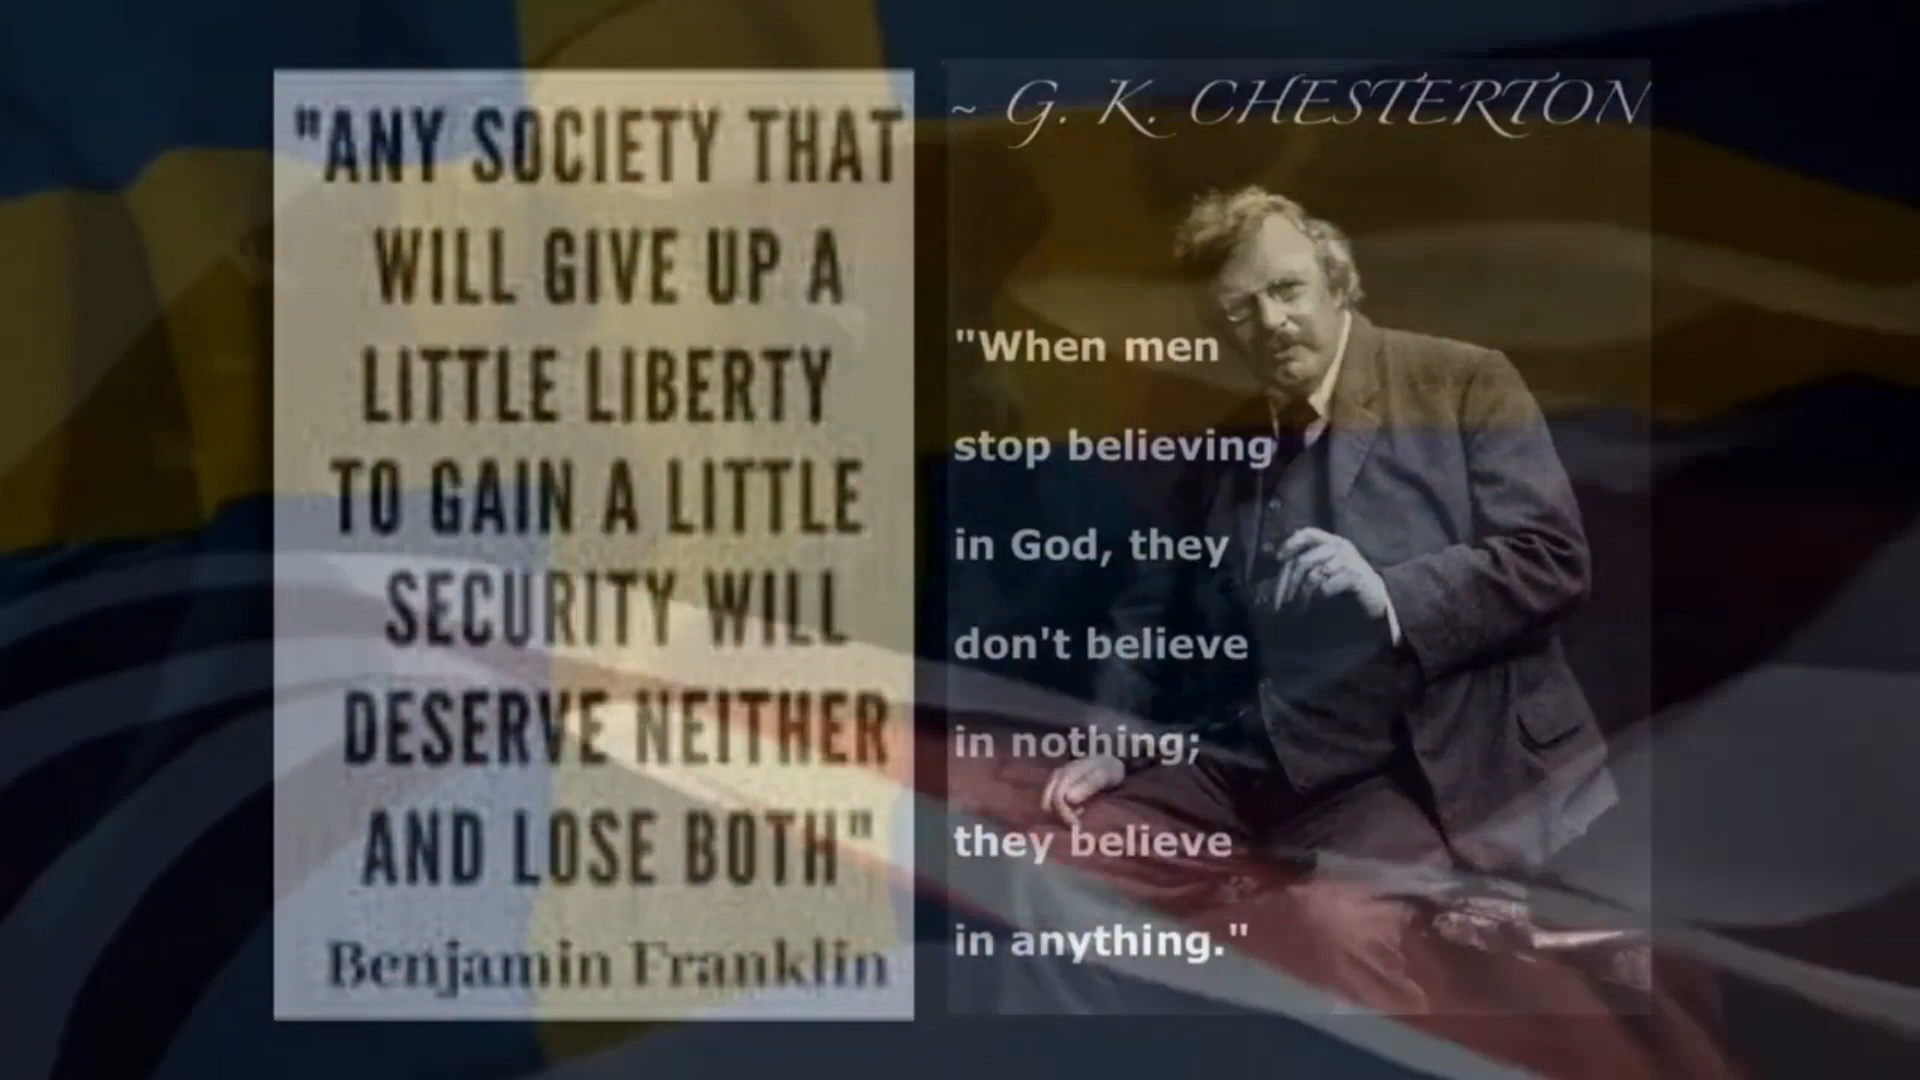 "ANY SOCIETY THAT
WILL GIVE UP A
LITTLE LIBERTY
TO GAIN A LITTLE
SECURITY WILL
DESERVE NEITHER
AND LOSE BOTH"
Benjamin Franklin
~ G. K. CHESTERTON
"When men
stop believing
in God, they
don't believe
in nothing;
they believe
in anything."